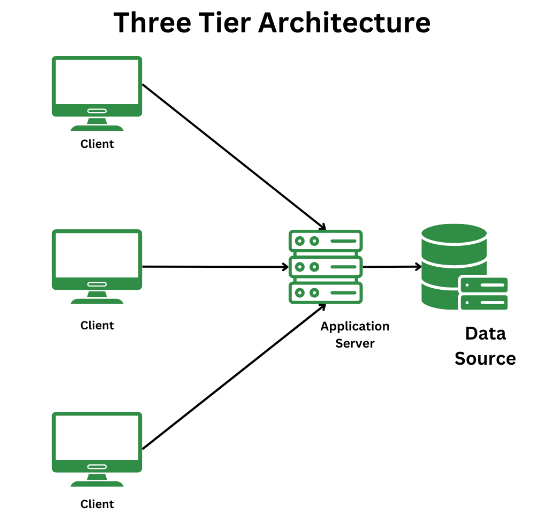 Three Tier Architecture
Client
Client
Application
Server
Data
Source
Client